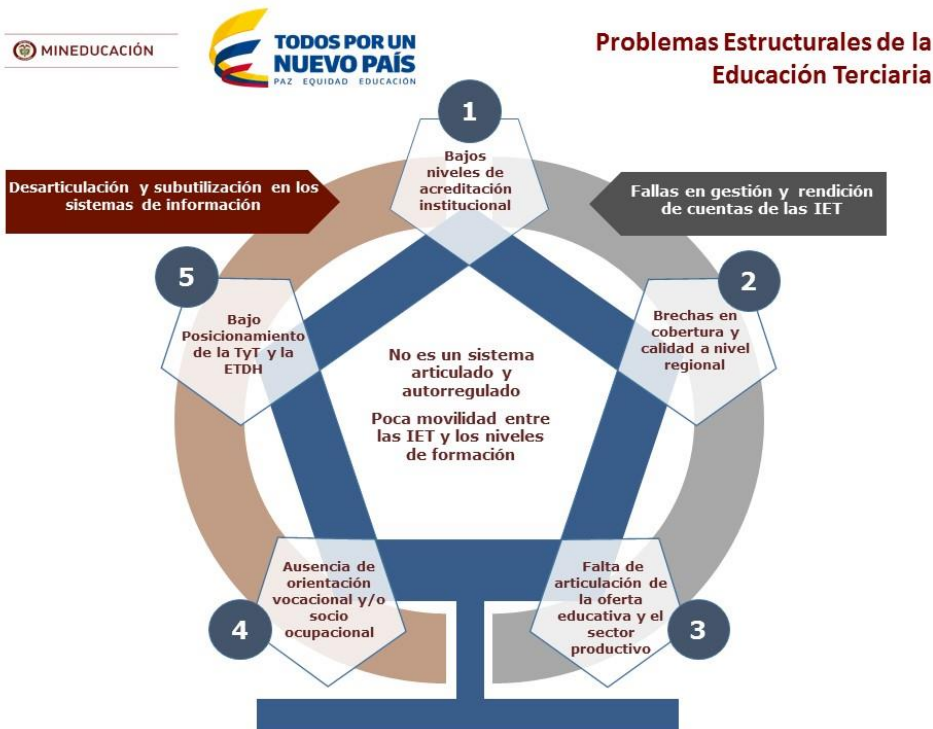 MINEDUCACIÓN
TODOS POR UN
NUEVO PAÍS
PAZ EQUIDAD EDUCACIÓN
Problemas Estructurales de la
Educación Terciaria
1
Bajos
niveles de
acreditación
institucional
Desarticulación y subutilización en los
sistemas de información
Fallas en gestión y rendición
de cuentas de las IET
5
Bajo
Posicionamiento
de la TyT y la
ETDH
2
Brechas en
cobertura y
calidad a nivel
regional
No es un sistema
articulado y
autorregulado
Poca movilidad entre
las IET y los niveles
de formación
4
Ausencia de
orientación
vocacional y/o
socio
ocupacional
3
Falta de
articulación de
la oferta
educativa y el
sector
productivo